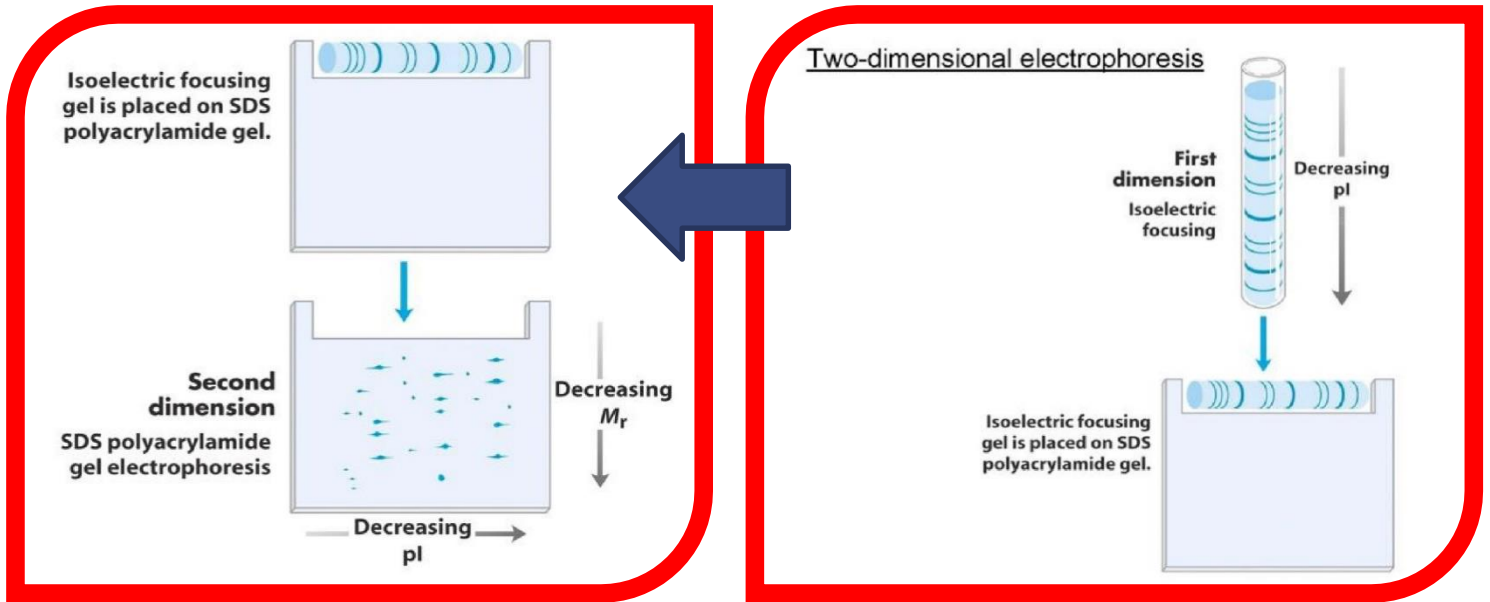 Two-dimensional electrophoresis
First
dimension
Isoelectric
focusing
Decreasing
pI
Isoelectric focusing
gel is placed on SDS
polyacrylamide gel.
Isoelectric focusing
gel is placed on SDS
polyacrylamide gel.
Second
dimension
SDS polyacrylamide
gel electrophoresis
Decreasing
Mr
Decreasing
pI